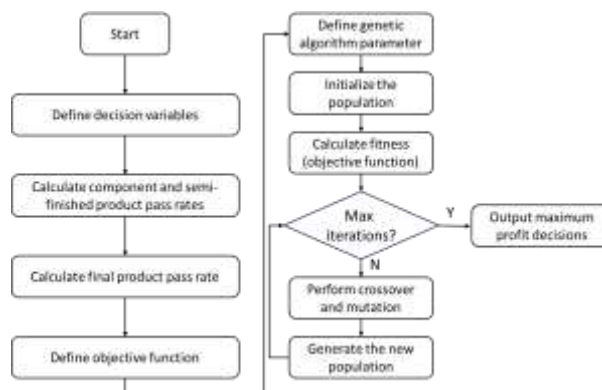 Start
Define decision variables
Calculate component and semi-
finished product pass rates
Calculate final product pass rate
Define objective function
Define genetic
algorithm parameter
Initialize the
population
Calculate fitness
(objective function)
Max
iterations?
Y
Output maximum
profit decisions
N
Perform crossover
and mutation
Generate the new
population